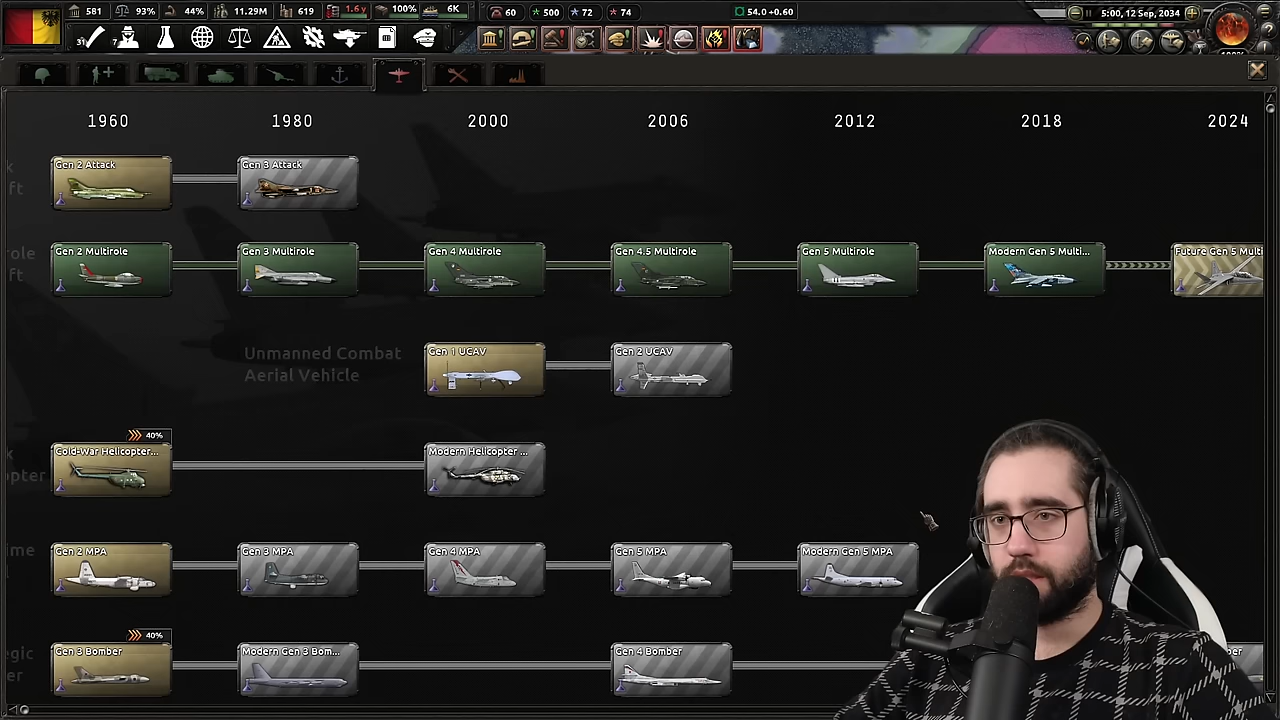 581 93% 44% 11.29M 619 1.6y 100% 6K 60 500 72 74 54.0 +0.60 5:00, 12 Sep, 2034
1960 1980 2000 2006 2012 2018 2024
Gen 2 Attack Gen 3 Attack
Gen 2 Multirole Gen 3 Multirole Gen 4 Multirole Gen 4.5 Multirole Gen 5 Multirole Modern Gen 5 Multi... Future Gen 5 Multi
Unmanned Combat
Aerial Vehicle
Gen 1 UCAV Gen 2 UCAV
40%
Cold-War Helicopter... Modern Helicopter ...
Gen 2 MPA Gen 3 MPA Gen 4 MPA Gen 5 MPA Modern Gen 5 MPA
40%
Gen 3 Bomber Modern Gen 3 Bom... Gen 4 Bomber